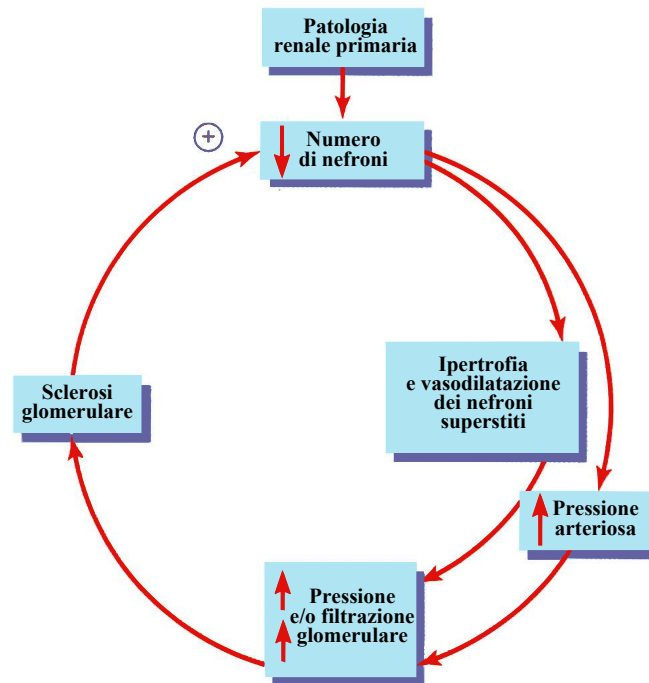 Patologia
renale primaria
+
Numero
di nefroni
Ipertrofia
e vasodilatazione
dei nefroni
superstiti
Sclerosi
glomerulare
Pressione
arteriosa
Pressione
e/o filtrazione
glomerulare